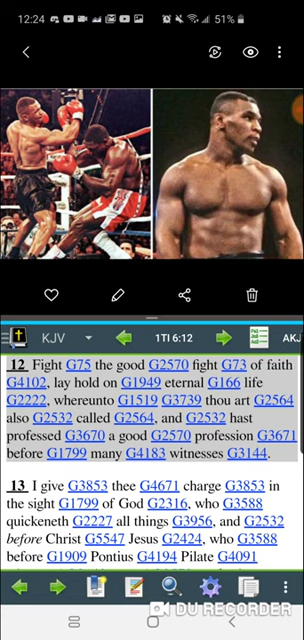 12:24
51%
KJV
1TI 6:12
AKJ
12 Fight G75 the good G2570 fight G73 of faith
G4102, lay hold on G1949 eternal G166 life
G2222, whereunto G1519 G3739 thou art G2564
also G2532 called G2564, and G2532 hast
professed G3670 a good G2570 profession G3671
before G1799 many G4183 witnesses G3144.
13 I give G3853 thee G4671 charge G3853 in
the sight G1799 of God G2316, who G3588
quickeneth G2227 all things G3956, and G2532
before Christ G5547 Jesus G2424, who G3588
before G1909 Pontius G4194 Pilate G4091
DU RECORDER